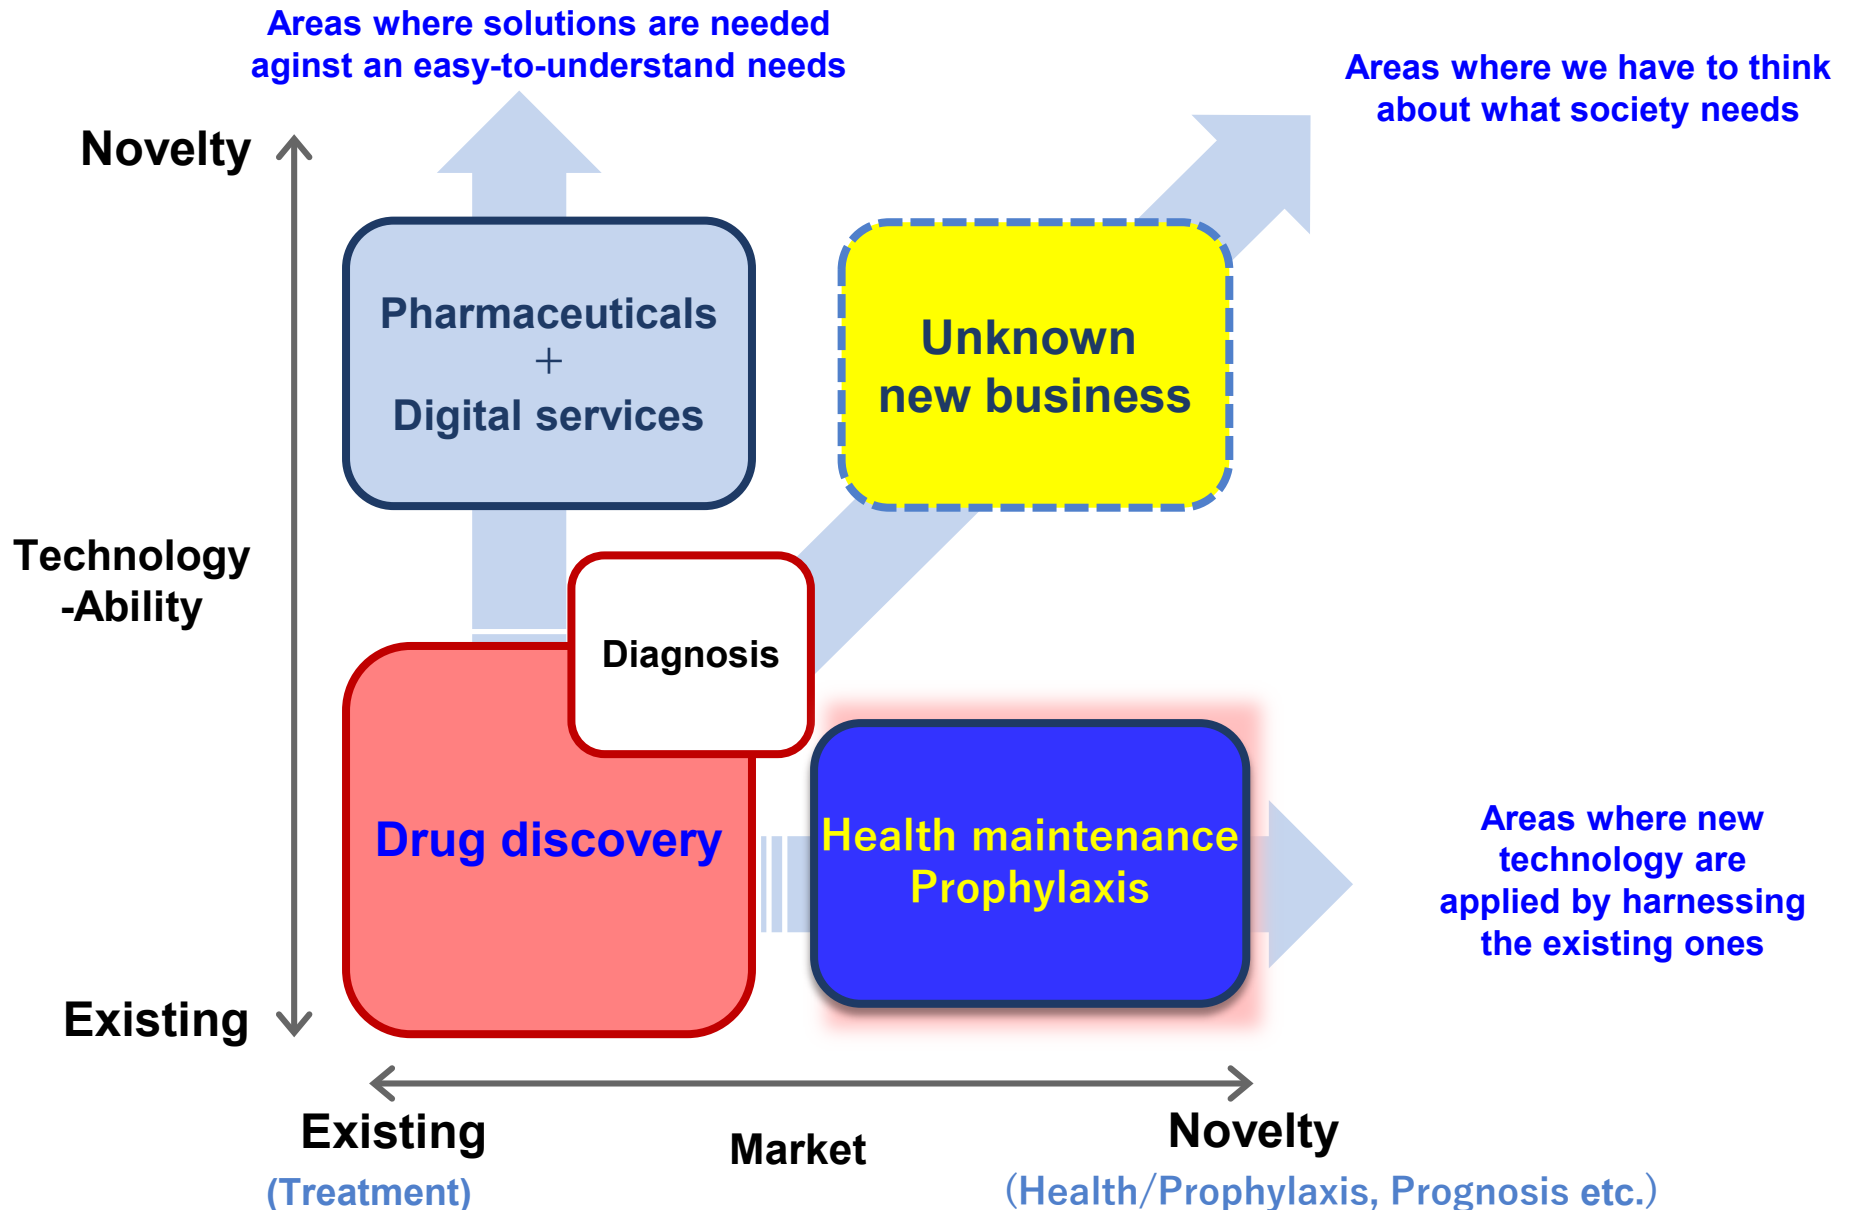 Areas where solutions are needed
aginst an easy-to-understand needs
Areas where we have to think
about what society needs
Novelty
Pharmaceuticals
+
Digital services
Unknown
new business
Technology
-Ability
Diagnosis
Drug discovery
Health maintenance
Prophylaxis
Areas where new
technology are
applied by harnessing
the existing ones
Existing
Existing
Market
Novelty
(Treatment)
(Health/Prophylaxis, Prognosis etc.)